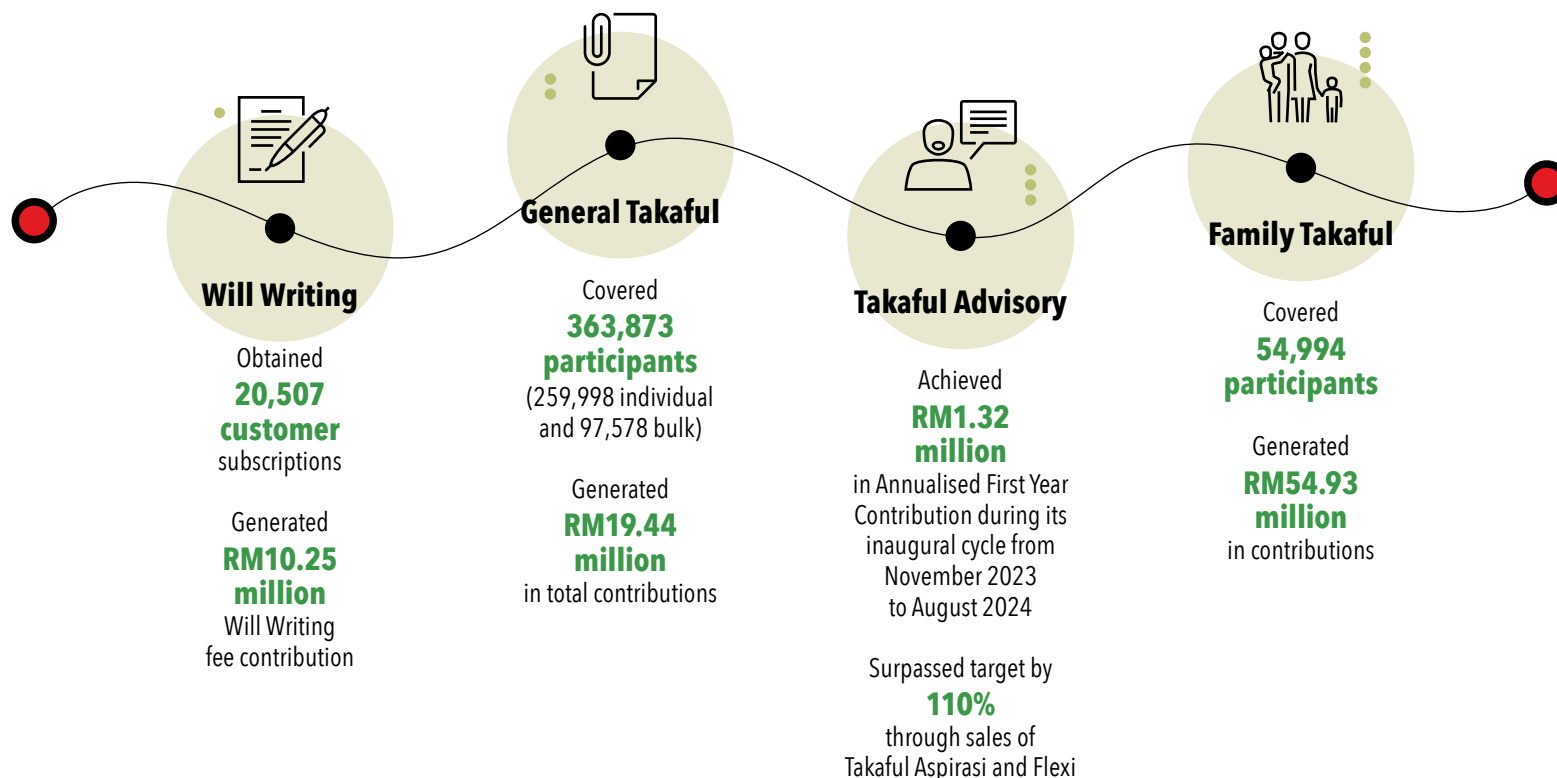 Will Writing
Obtained
20,507
customer
subscriptions
Generated
RM10.25
million
Will Writing
fee contribution
General Takaful
Covered
363,873
participants
(259,998 individual
and 97,578 bulk)
Generated
RM19.44
million
in total contributions
Takaful Advisory
Achieved
RM1.32
million
in Annualised First Year
Contribution during its
inaugural cycle from
November 2023
to August 2024
Surpassed target by
110%
through sales of
Takaful Aspirasi and Flexi
Family Takaful
Covered
54,994
participants
Generated
RM54.93
million
in contributions